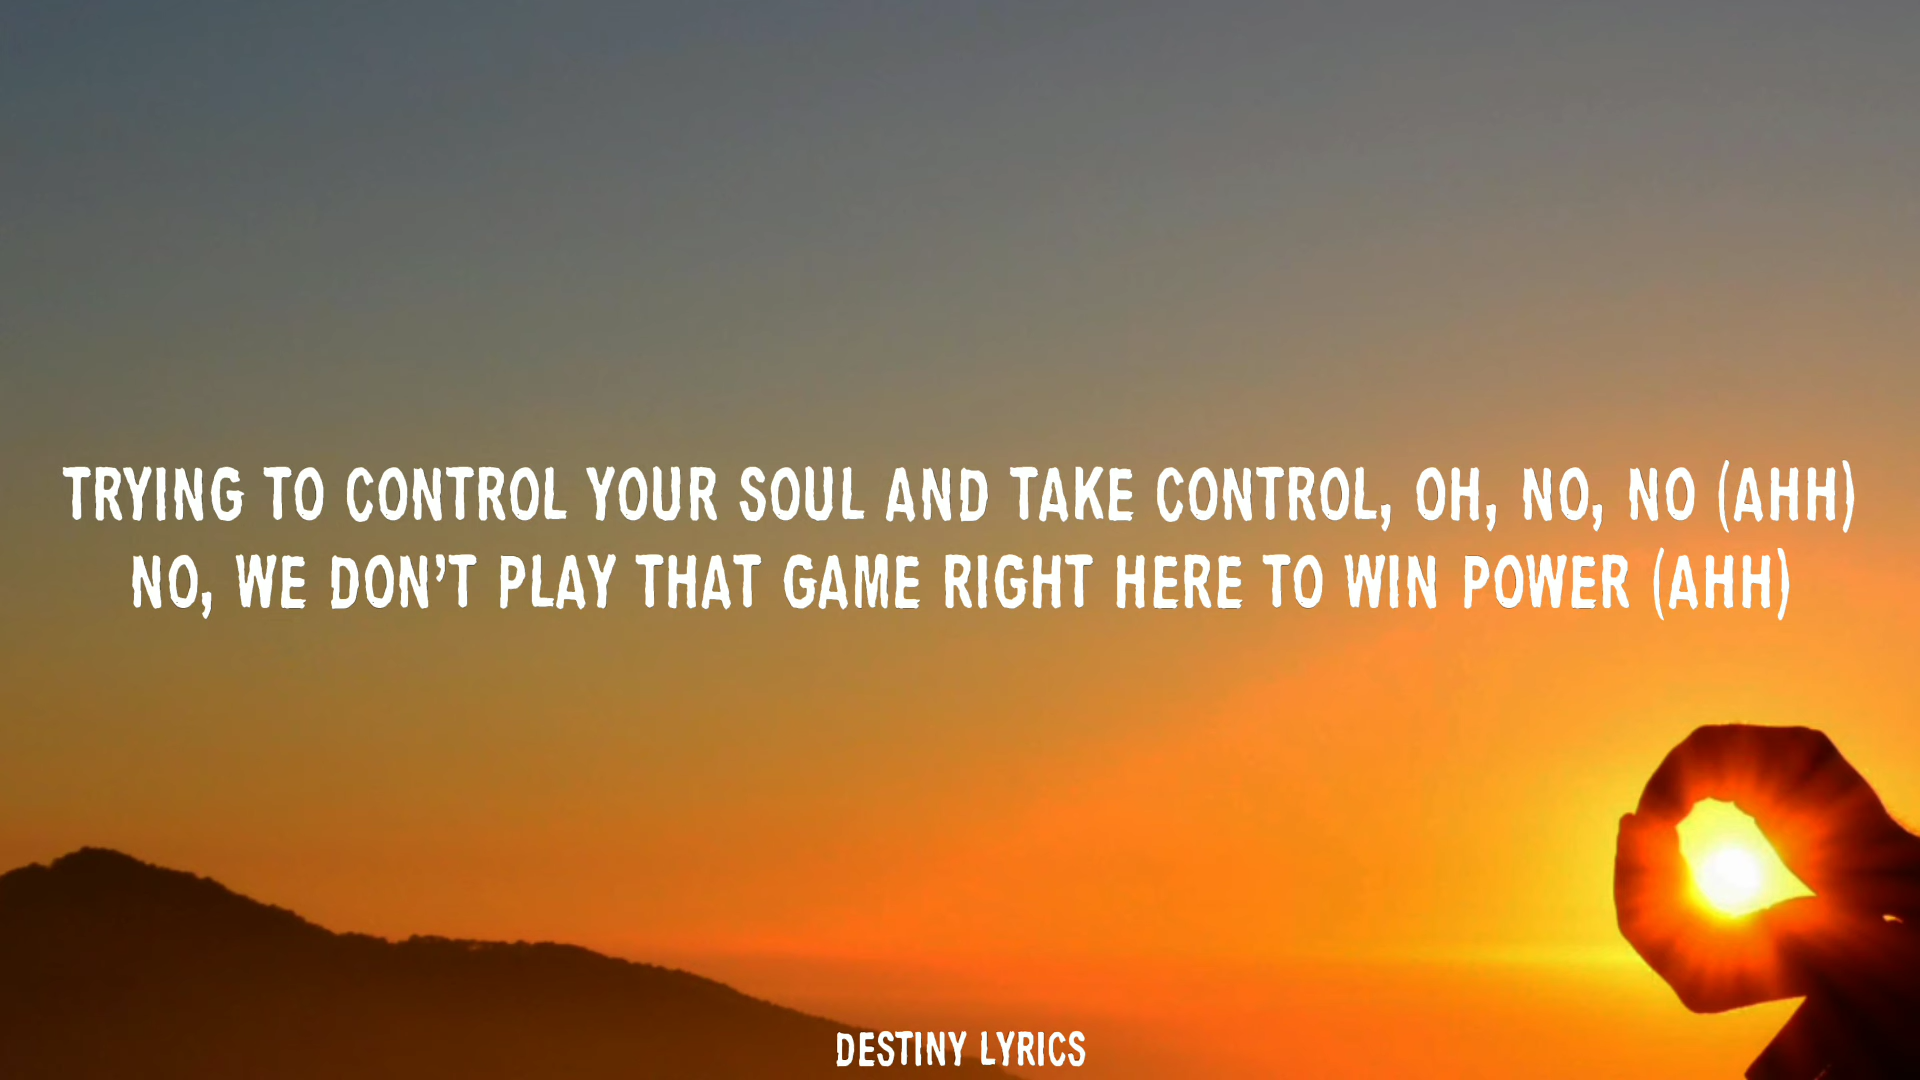 TRYING TO CONTROL YOUR SOUL AND TAKE CONTROL, OH, NO, NO (AHH)
NO, WE DON'T PLAY THAT GAME RIGHT HERE TO WIN POWER (AHH)
DESTINY LYRICS